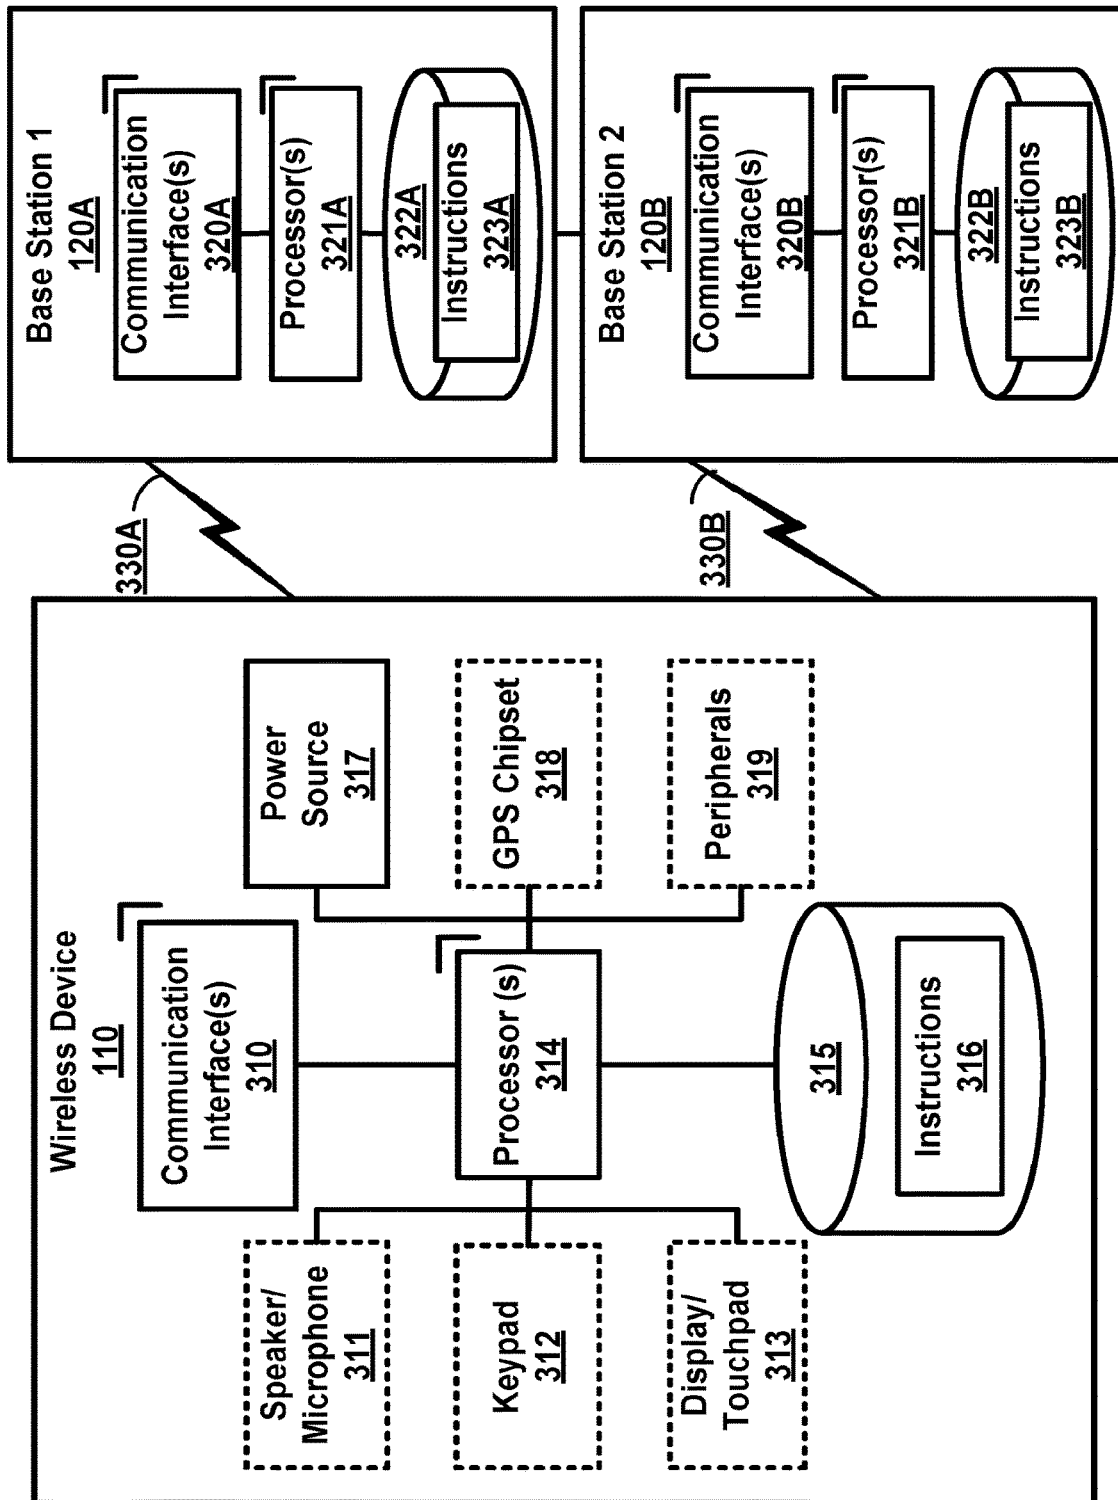 Wireless Device
110
Communication
Interface(s)
310
Speaker/
Microphone
311
Keypad
312
Display/
Touchpad
313
Processor (s)
314
Power
Source
317
GPS Chipset
318
Peripherals
319
315
Instructions
316
330A
330B
Base Station 1
120A
Communication
Interface(s)
320A
Processor(s)
321A
322A
Instructions
323A
Base Station 2
120B
Communication
Interface(s)
320B
Processor(s)
321B
322B
Instructions
323B